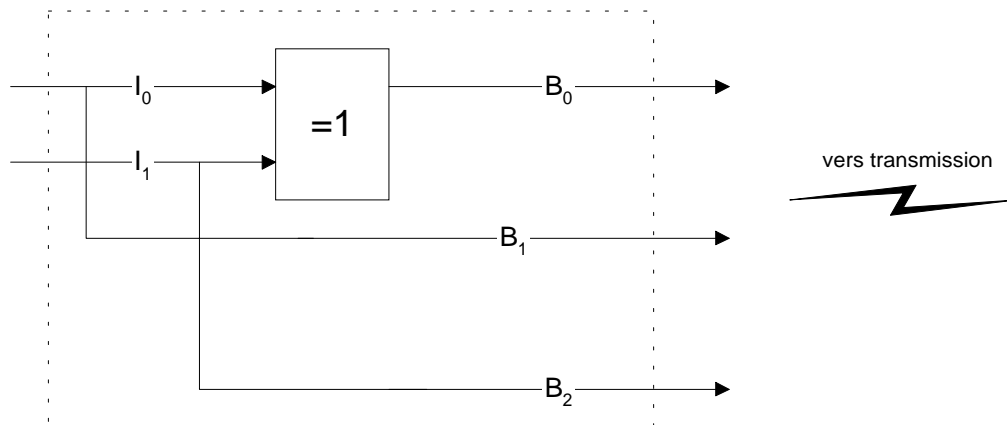 I₀
B₀
=1
I₁
vers transmission
B₁
B₂